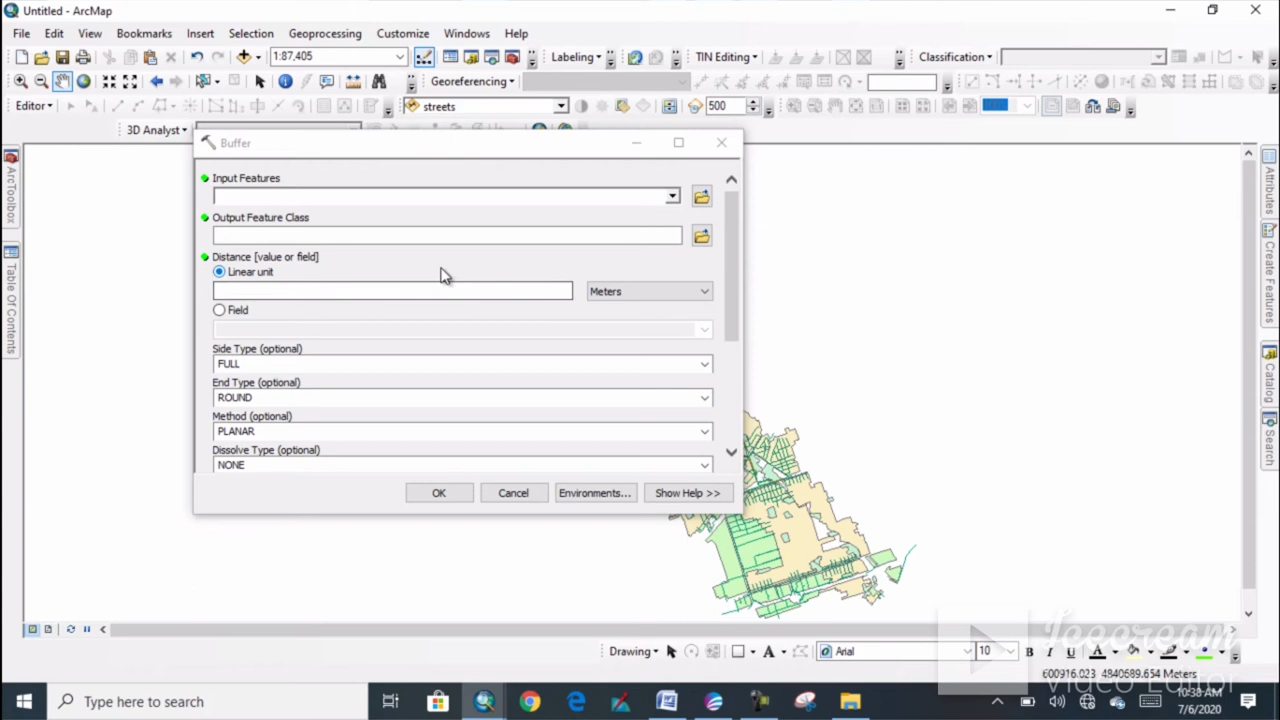 Untitled - ArcMap
File Edit View Bookmarks Insert Selection Geoprocessing Customize Windows Help
1:87,405 Labeling TIN Editing Classification
Georeferencing
Editor streets 500
3D Analyst
Buffer
ArcToolbox
Table Of Contents
Input Features
Output Feature Class
Distance [value or field]
Linear unit
Meters
Field
Side Type (optional)
FULL
End Type (optional)
ROUND
Method (optional)
PLANAR
Dissolve Type (optional)
NONE
OK Cancel Environments... Show Help >>
Attributes
Create Features
Catalog
Search
Drawing A Arial 10 B I U A
Icecream
Video Editor
600916.023 4840689.654 Meters
Type here to search
10:38 AM
7/6/2020